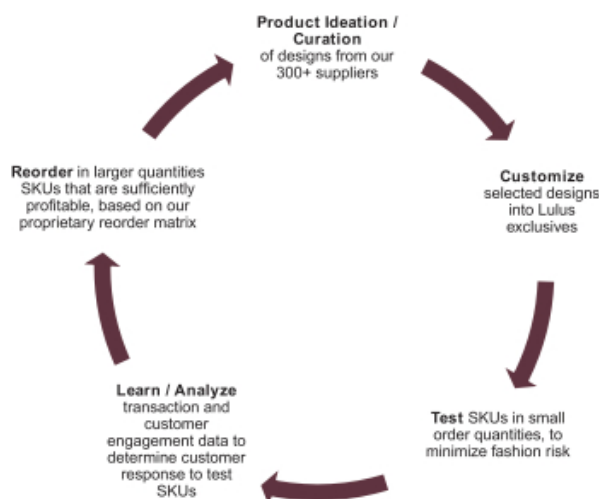 Product Ideation /
Curation
of designs from our
300+ suppliers
Customize
selected designs
into Lulus
exclusives
Test SKUs in small
order quantities, to
minimize fashion risk
Learn / Analyze
transaction and
customer
engagement data to
determine customer
response to test
SKUs
Reorder in larger quantities
SKUs that are sufficiently
profitable, based on our
proprietary reorder matrix